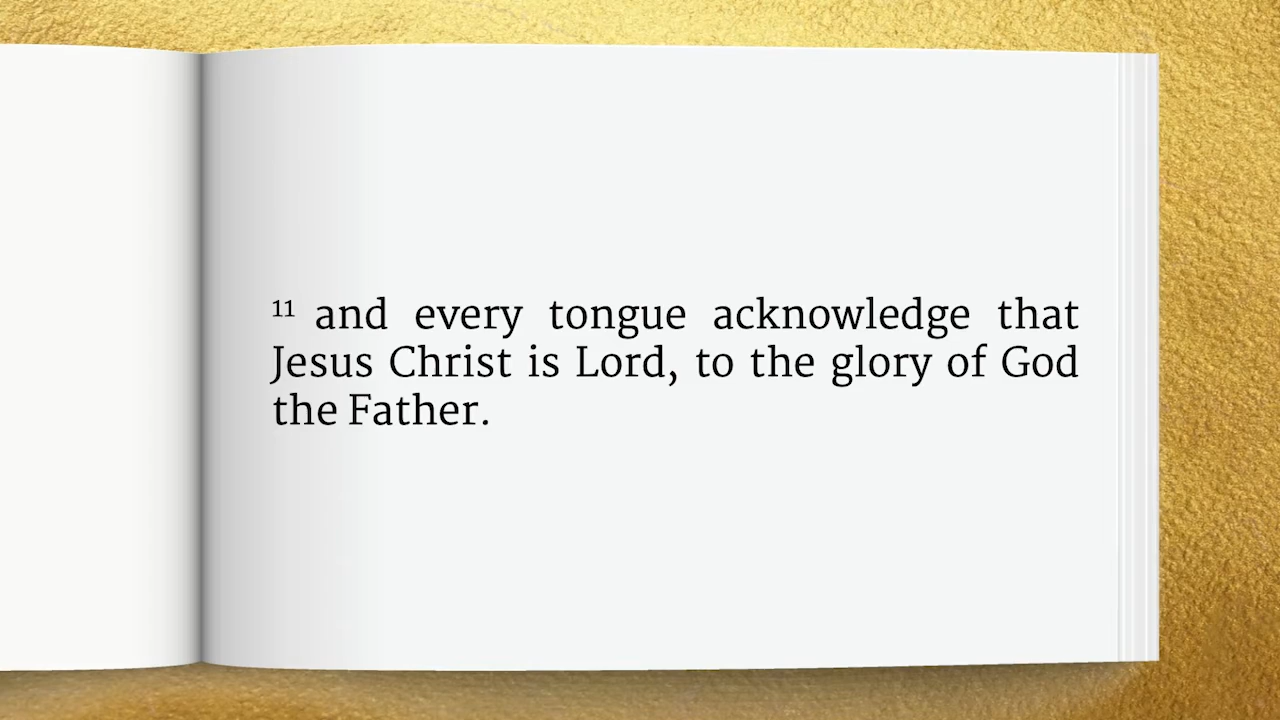 ¹¹ and every tongue acknowledge that
Jesus Christ is Lord, to the glory of God
the Father.